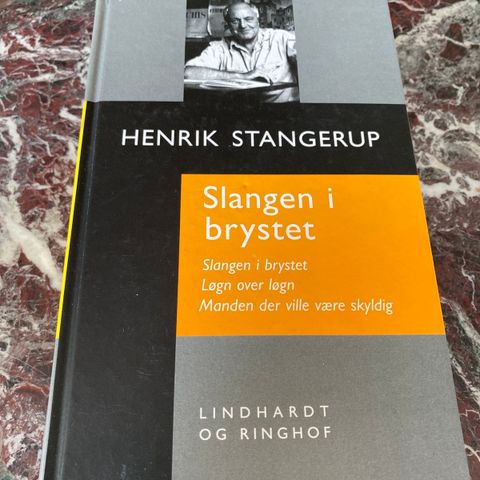 HENRIK STANGERUP
Slangen i
brystet
Slangen i brystet
Løgn over løgn
Manden der ville være skyldig
LINDHARDT
OG RINGHOF